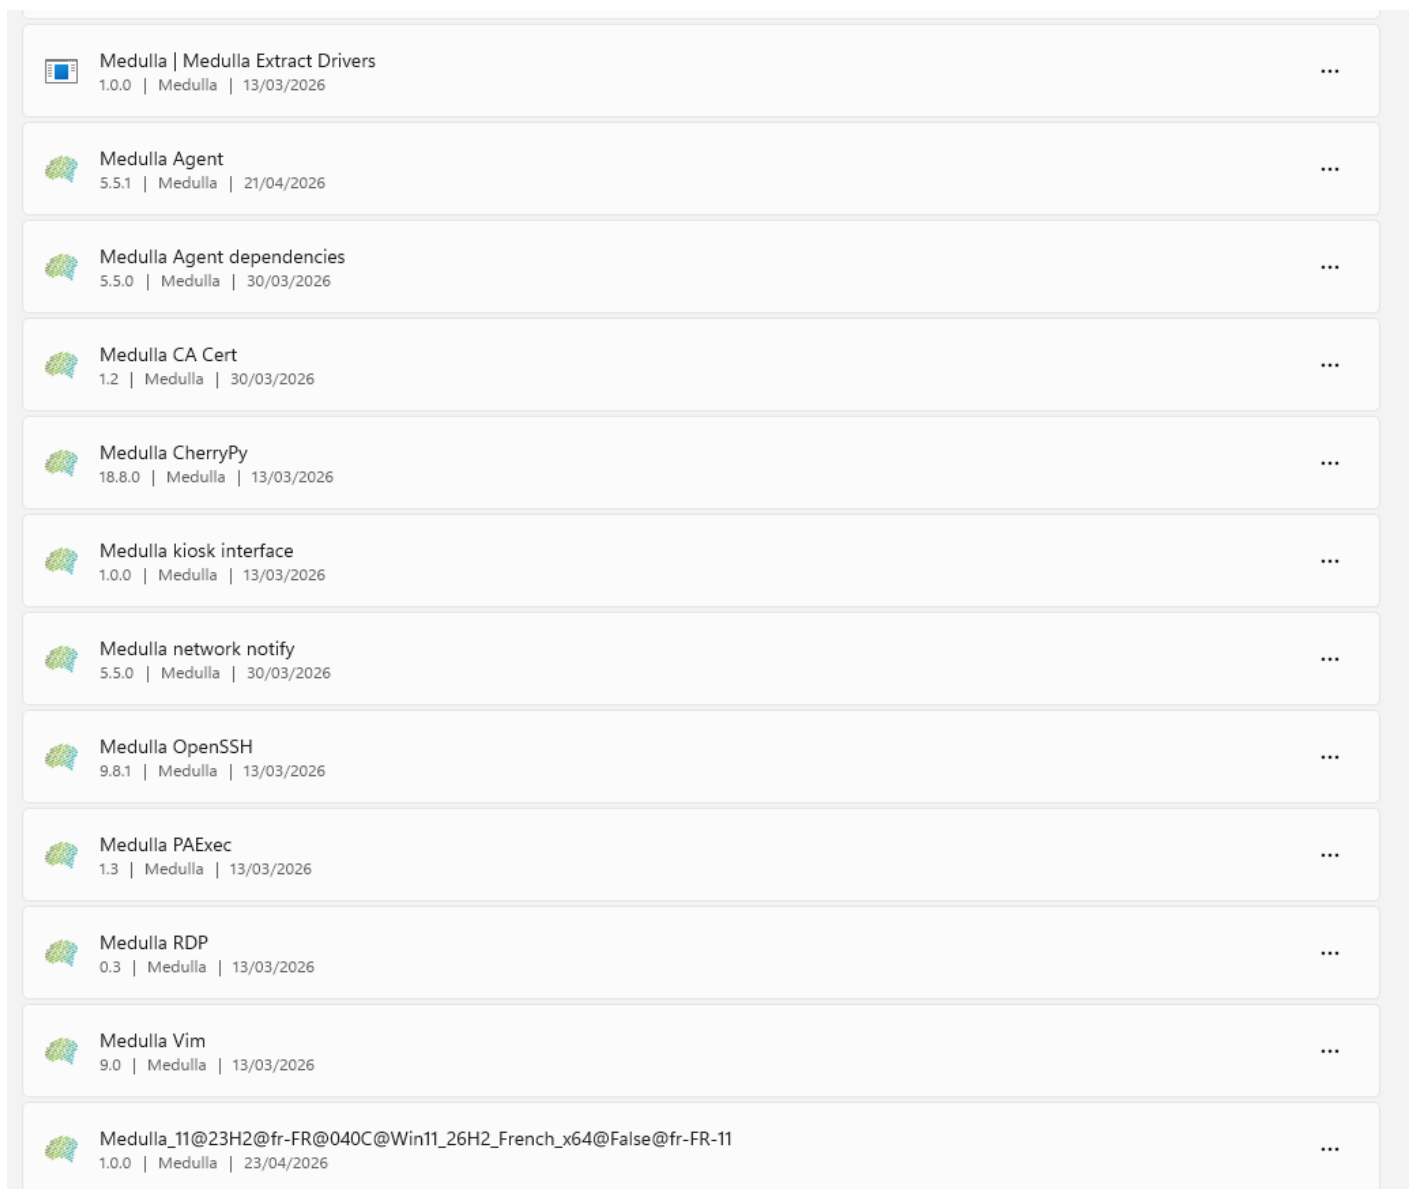 Medulla | Medulla Extract Drivers
1.0.0 | Medulla | 13/03/2026
Medulla Agent
5.5.1 | Medulla | 21/04/2026
Medulla Agent dependencies
5.5.0 | Medulla | 30/03/2026
Medulla CA Cert
1.2 | Medulla | 30/03/2026
Medulla CherryPy
18.8.0 | Medulla | 13/03/2026
Medulla kiosk interface
1.0.0 | Medulla | 13/03/2026
Medulla network notify
5.5.0 | Medulla | 30/03/2026
Medulla OpenSSH
9.8.1 | Medulla | 13/03/2026
Medulla PAExec
1.3 | Medulla | 13/03/2026
Medulla RDP
0.3 | Medulla | 13/03/2026
Medulla Vim
9.0 | Medulla | 13/03/2026
Medulla_11@23H2@fr-FR@040C@Win11_26H2_French_x64@False@fr-FR-11
1.0.0 | Medulla | 23/04/2026